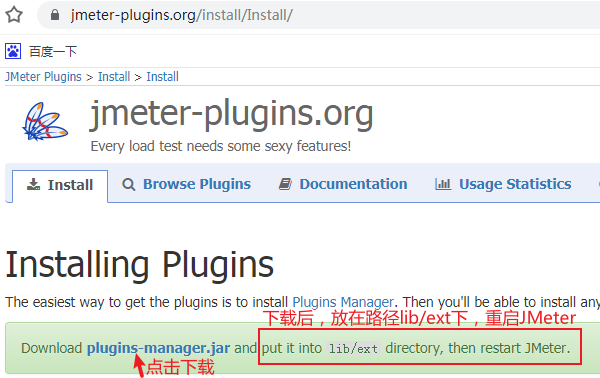 jmeter-plugins.org/install/Install/
百度一下
JMeter Plugins > Install > Install
jmeter-plugins.org
Every load test needs some sexy features!
Install
Browse Plugins
Documentation
Usage Statistics
Installing Plugins
The easiest way to get the plugins is to install Plugins Manager. Then you'll be able to install any
下载后，放在路径lib/ext下，重启JMeter
Download plugins-manager.jar and put it into lib/ext directory, then restart JMeter.
点击下载